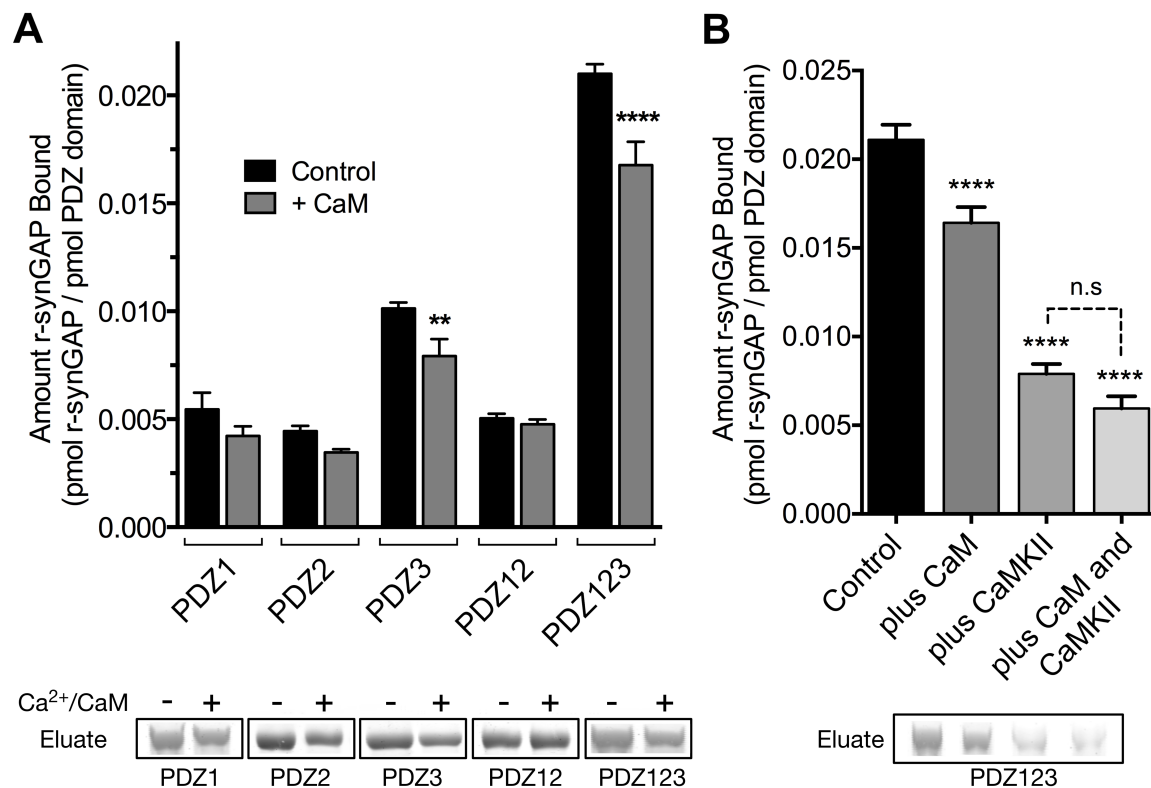 A
Amount r-synGAP Bound
(pmol r-synGAP / pmol PDZ domain)
0.020
0.015
0.010
0.005
0.000
Control
+ CaM
**
****
PDZ1
PDZ2
PDZ3
PDZ12
PDZ123
Ca2+/CaM - + - + - + - + - +
Eluate
PDZ1 PDZ2 PDZ3 PDZ12 PDZ123
B
Amount r-synGAP Bound
(pmol r-synGAP / pmol PDZ domain)
0.025
0.020
0.015
0.010
0.005
0.000
****
n.s
****
****
Control
plus CaM
plus CaMKII
plus CaM and
CaMKII
Eluate
PDZ123